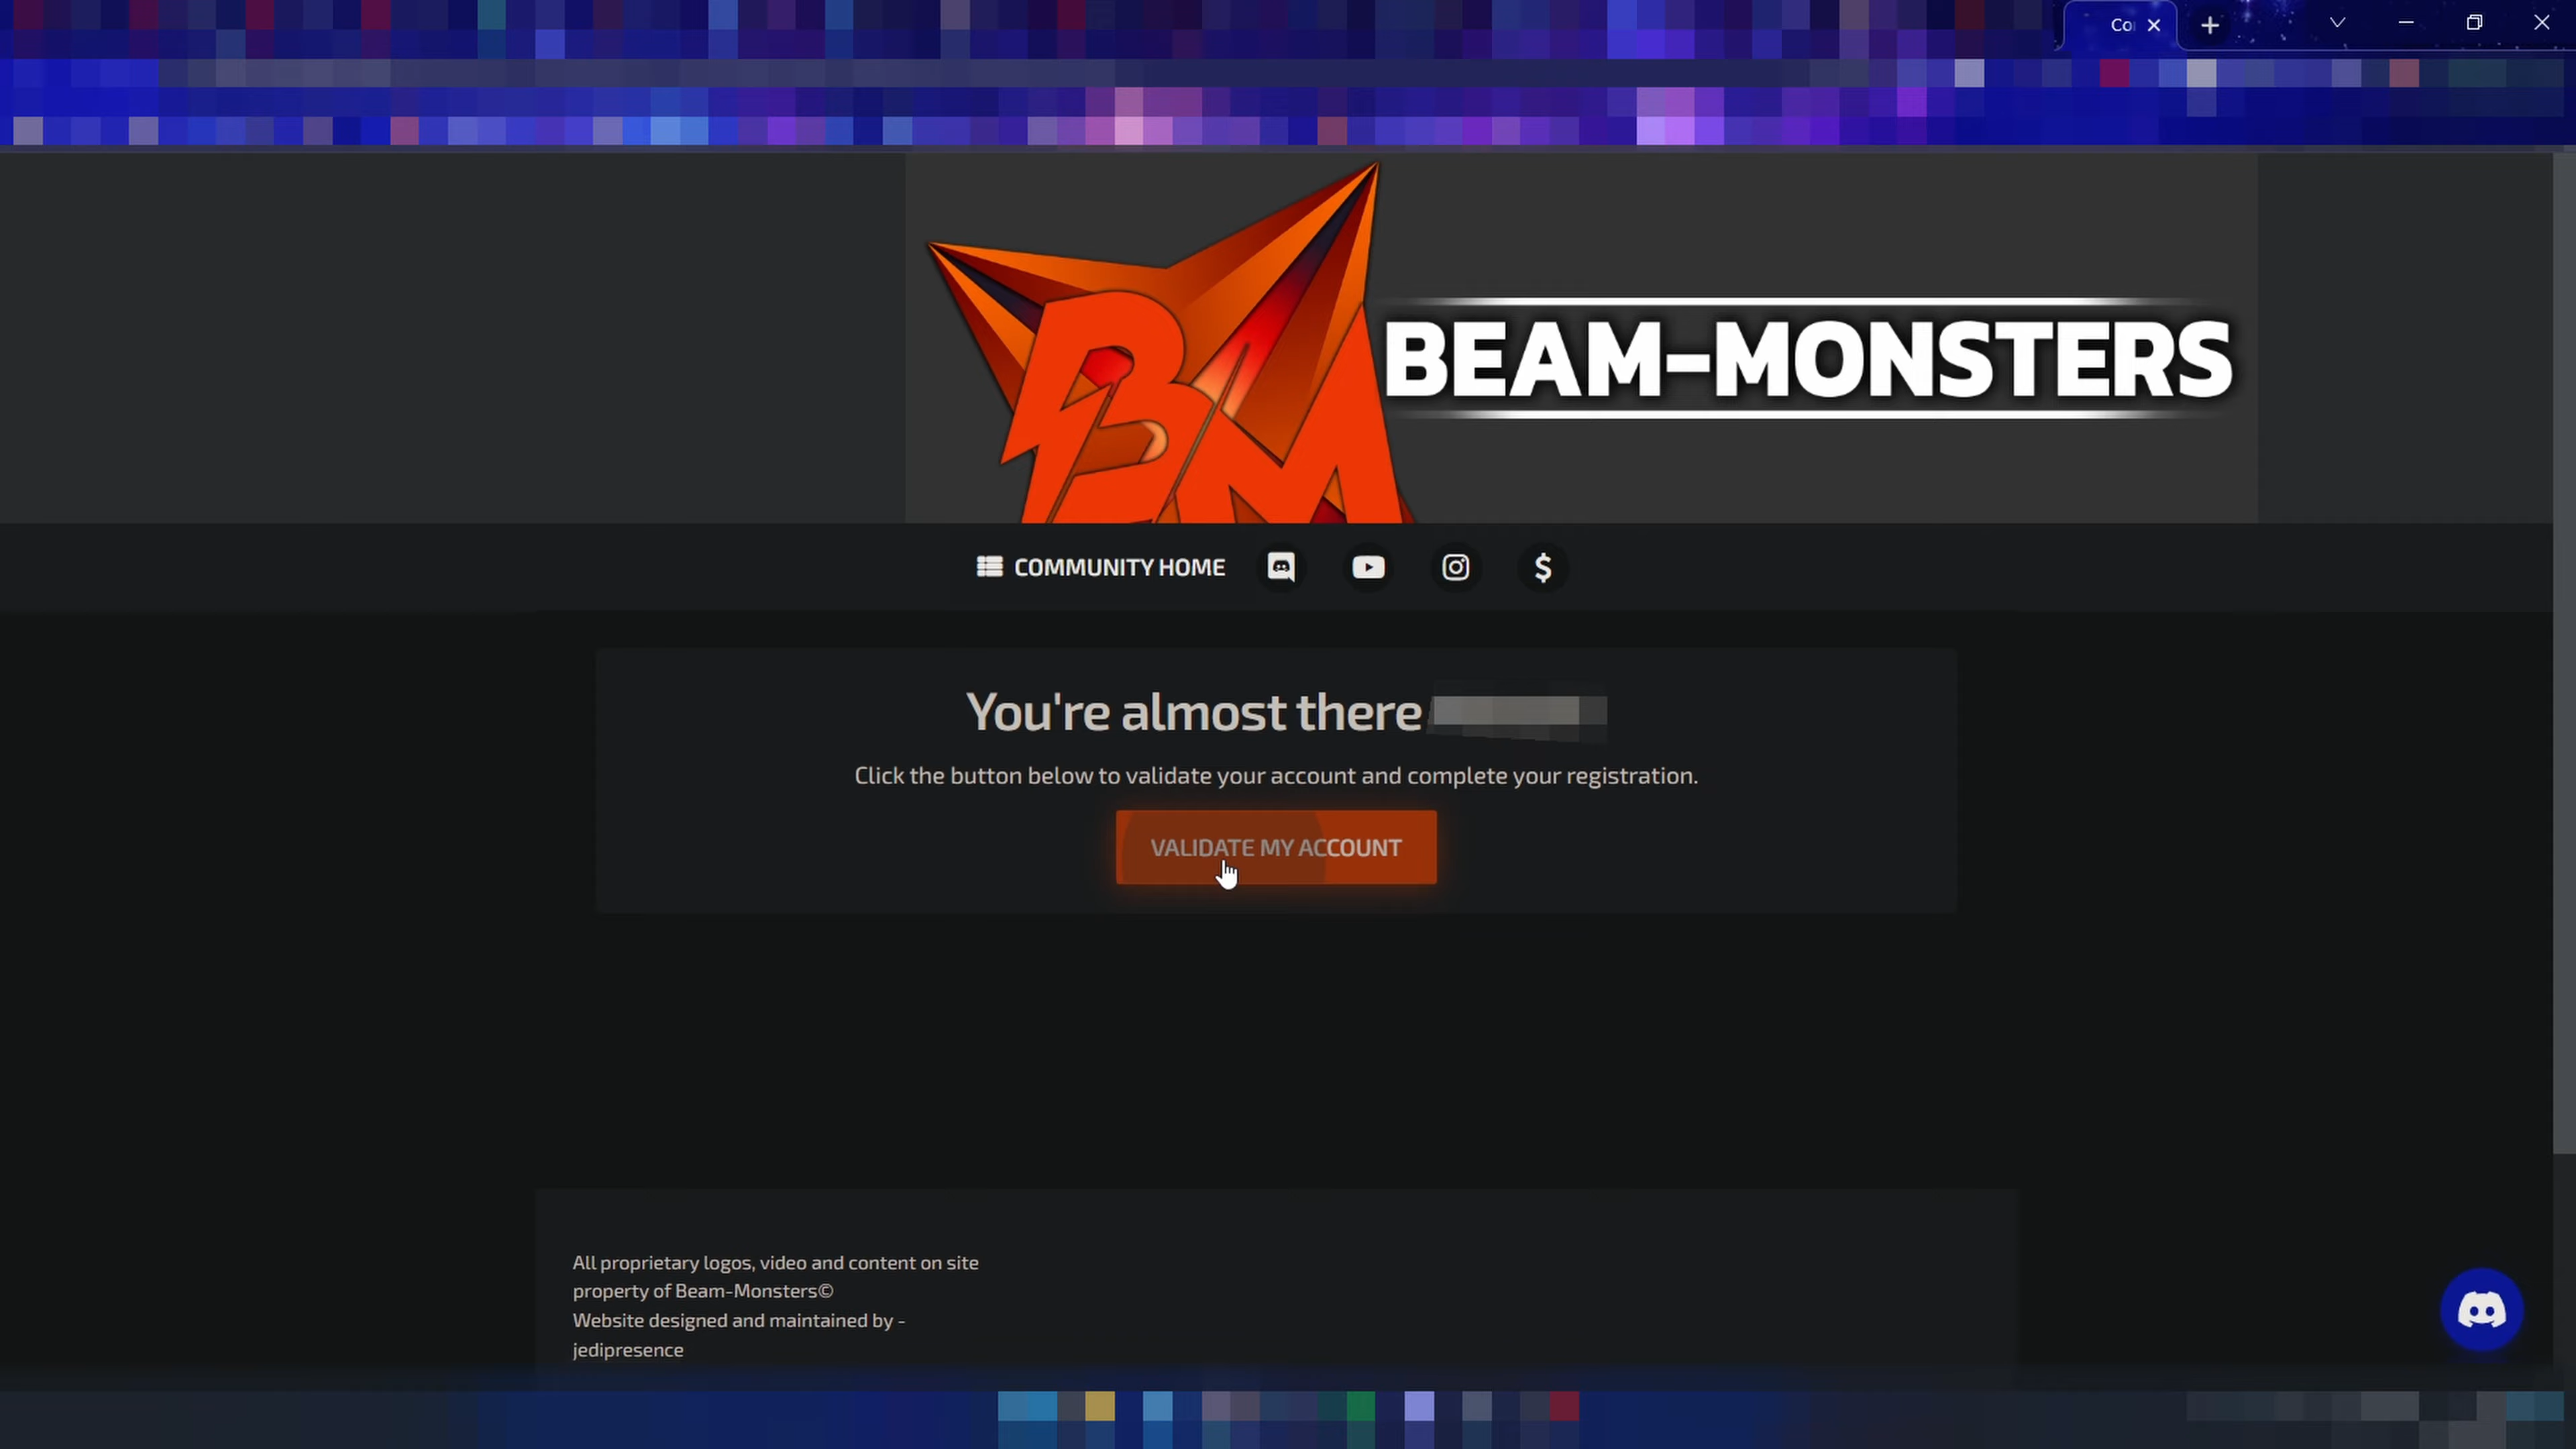 Co
BM
BEAM-MONSTERS
COMMUNITY HOME
You're almost there
Click the button below to validate your account and complete your registration.
VALIDATE MY ACCOUNT
All proprietary logos, video and content on site
property of Beam-Monsters©
Website designed and maintained by -
jedipresence